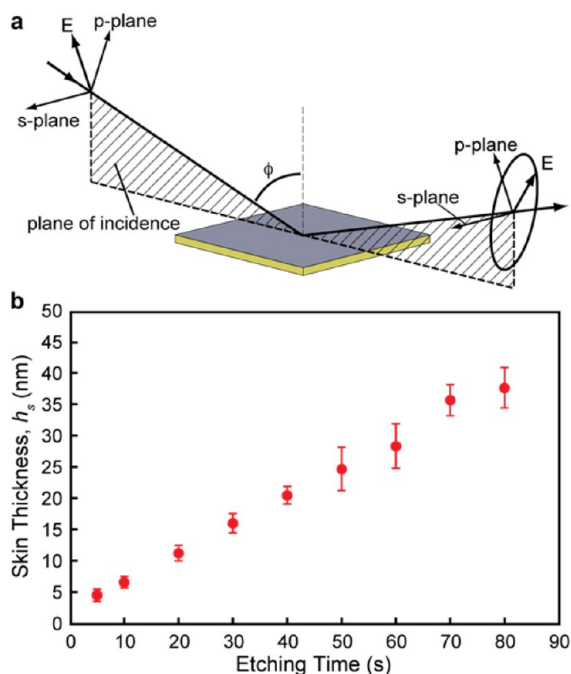 a
E
p-plane
s-plane
ϕ
plane of incidence
p-plane
E
s-plane
b
50
45
40
35
30
25
20
15
10
5
0
Skin Thickness, hs (nm)
0 10 20 30 43 40 50 60 70 80 90
Etching Time (s)